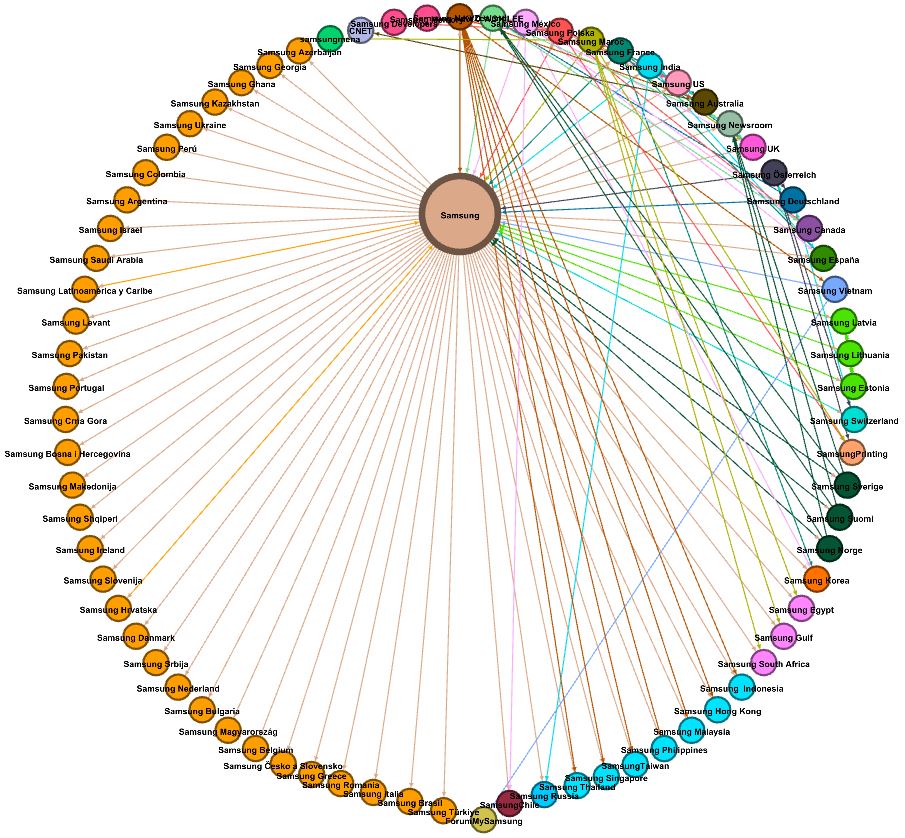 Samsung
samsungmena
CNET
Samsung Developers
Samsung México
Samsung Polska
Samsung Maroc
Samsung France
Samsung India
Samsung US
Samsung Australia
Samsung Newsroom
Samsung UK
Samsung Österreich
Samsung Deutschland
Samsung Canada
Samsung España
Samsung Vietnam
Samsung Latvia
Samsung Lithuania
Samsung Estonia
Samsung Switzerland
SamsungPrinting
Samsung Sverige
Samsung Suomi
Samsung Norge
Samsung Korea
Samsung Egypt
Samsung Gulf
Samsung South Africa
Samsung Indonesia
Samsung Hong Kong
Samsung Malaysia
Samsung Philippines
SamsungTaiwan
Samsung Singapore
Samsung Thailand
Samsung Russia
SamsungChile
ForumMySamsung
Samsung Türkiye
Samsung Brasil
Samsung Italia
Samsung Romania
Samsung Greece
Samsung Česko a Slovensko
Samsung Belgium
Samsung Magyarország
Samsung Bulgaria
Samsung Nederland
Samsung Srbija
Samsung Danmark
Samsung Hrvatska
Samsung Slovenija
Samsung Ireland
Samsung Shqiperi
Samsung Makedonija
Samsung Bosna i Hercegovina
Samsung Crna Gora
Samsung Portugal
Samsung Pakistan
Samsung Levant
Samsung Latinoamérica y Caribe
Samsung Saudi Arabia
Samsung Israel
Samsung Argentina
Samsung Colombia
Samsung Perú
Samsung Ukraine
Samsung Kazakhstan
Samsung Ghana
Samsung Georgia
Samsung Azerbaijan